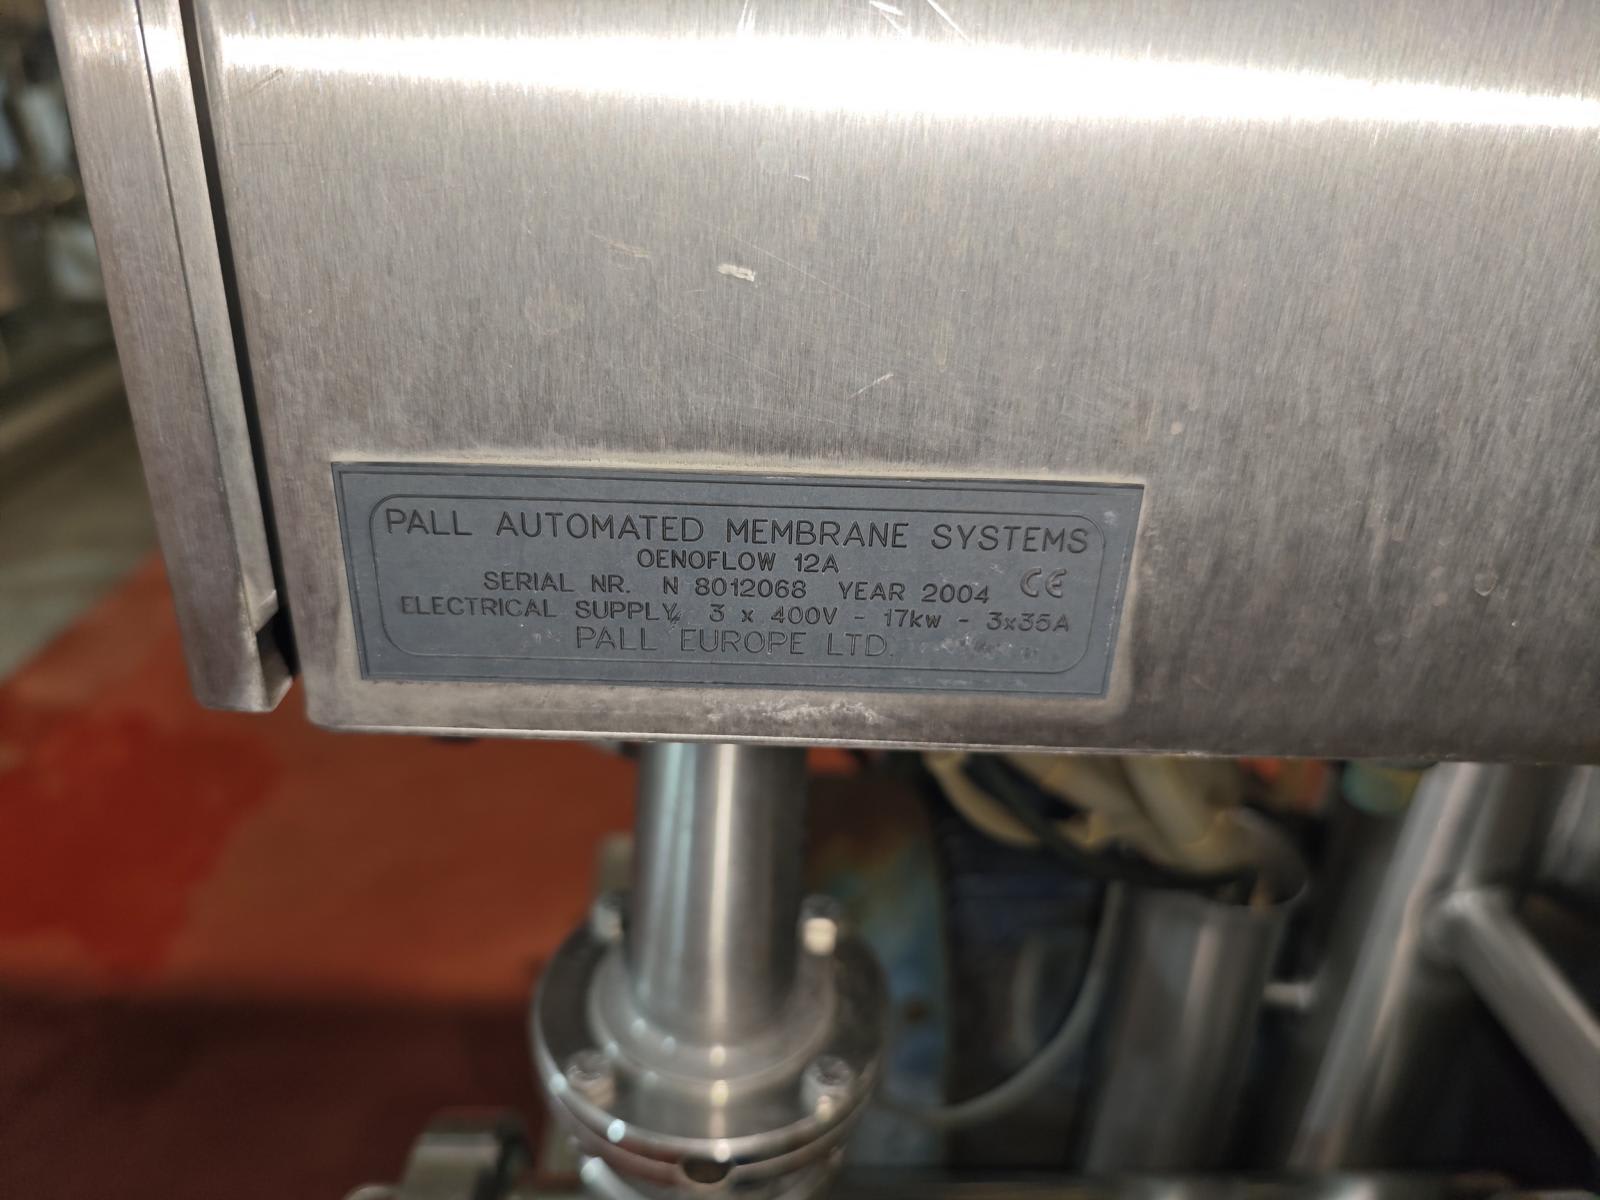 PALL AUTOMATED MEMBRANE SYSTEMS
OENOFLOW 12A
SERIAL NR. N 8012068 YEAR 2004 CE
ELECTRICAL SUPPLY, 3 x 400V - 17kw - 3x35A
PALL EUROPE LTD.